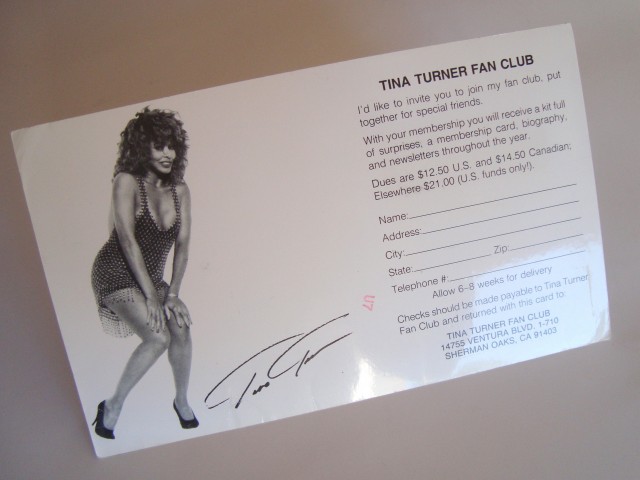 TINA TURNER FAN CLUB
I'd like to invite you to join my fan club, put
together for special friends.
With your membership you will receive a kit full
of surprises; a membership card, biography,
and newsletters throughout the year.
Dues are $12.50 U.S. and $14.50 Canadian;
Elsewhere $21.00 (U.S. funds only!).
Name:
Address:
City:
State: Zip:
Telephone #:
Allow 6-8 weeks for delivery
Checks should be made payable to Tina Turner
Fan Club and returned with this card to:
TINA TURNER FAN CLUB
14755 VENTURA BLVD. 1-710
SHERMAN OAKS, CA 91403
U7
Tina Turner